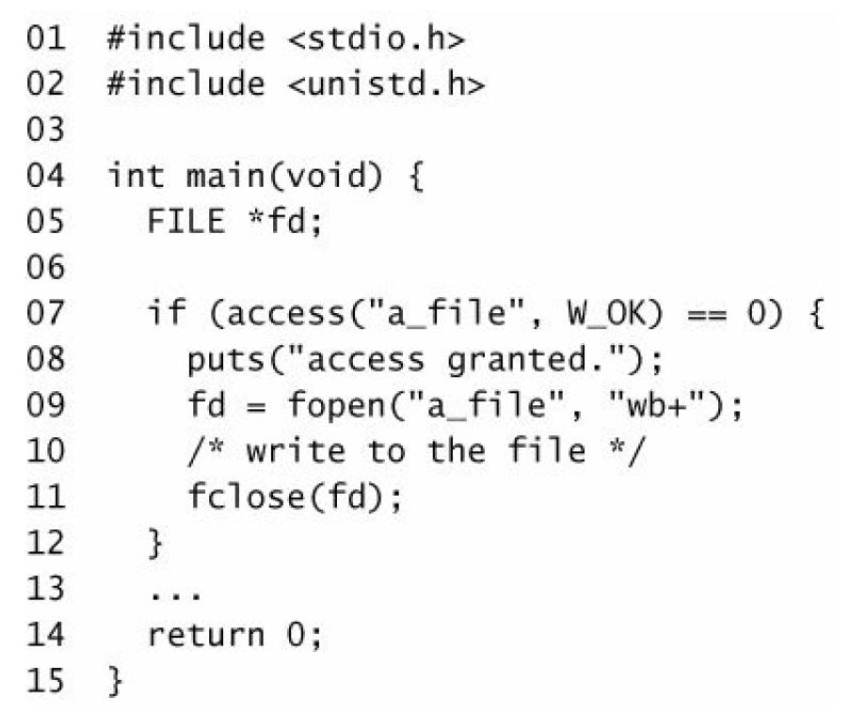 01 #include <stdio.h>
02 #include <unistd.h>
03
04 int main(void) {
05   FILE *fd;
06
07   if (access("a_file", W_OK) == 0) {
08     puts("access granted.");
09     fd = fopen("a_file", "wb+");
10     /* write to the file */
11     fclose(fd);
12   }
13   ...
14   return 0;
15 }